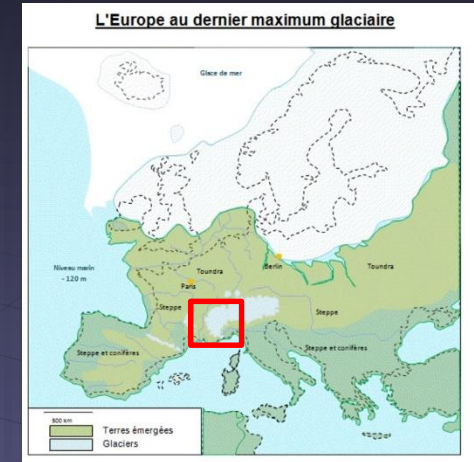 L'Europe au dernier maximum glaciaire
Glace de mer
Niveau marin
- 120 m
Toundra
Berlin
Toundra
Paris
Steppe
Steppe
Steppe et conifères
Steppe et conifères
500 km
Terres émergées
Glaciers